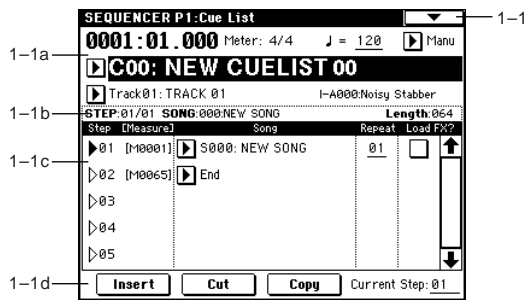 SEQUENCER P1:Cue List
1–1
0001:01.000 Meter: 4/4 ♩ = 120 Manu
1–1a
C00: NEW CUELIST 00
Track01: TRACK 01 I-A000:Noisy Stabber
1–1b
STEP:01/01 SONG:000:NEW SONG Length:064
Step [Measure] Song Repeat Load FX?
01 [M0001] S000: NEW SONG 01
1–1c
02 [M0065] End
03
04
05
1–1d
Insert Cut Copy Current Step:01